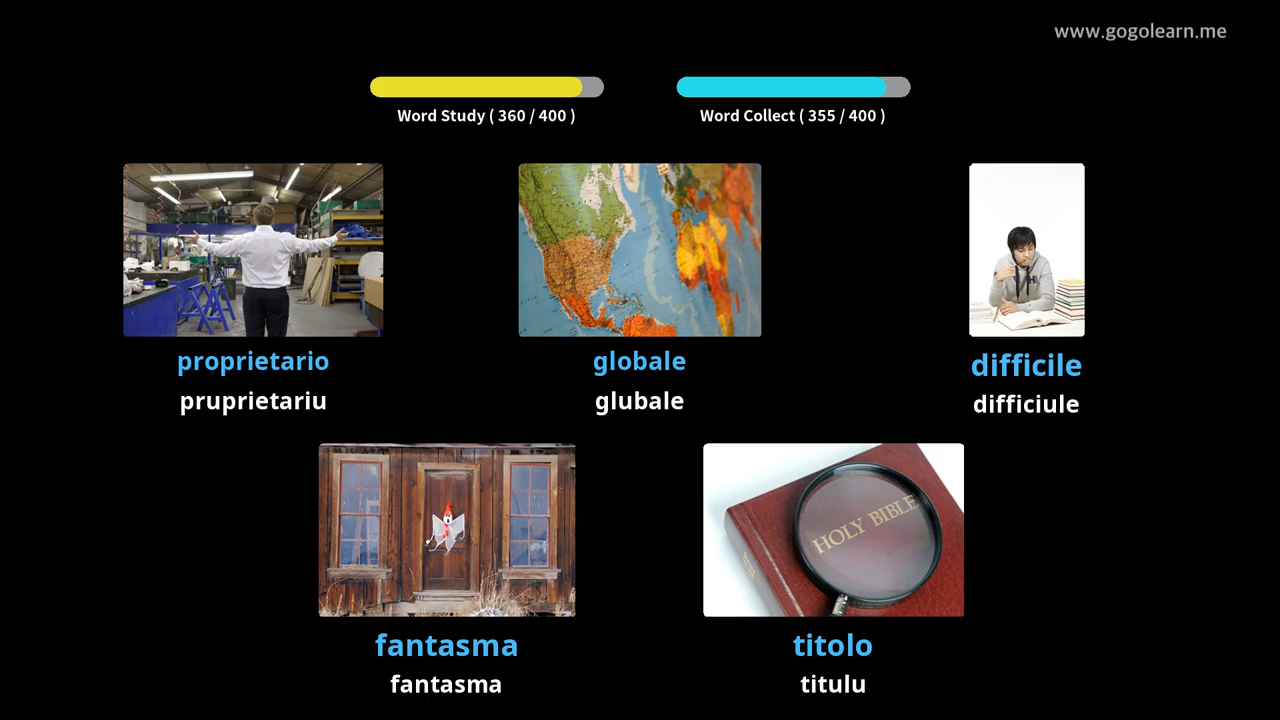 www.gogolearn.me
Word Study ( 360 / 400 )
Word Collect ( 355 / 400 )
proprietario
pruprietariu
globale
glubale
difficile
difficiule
HOLY BIBLE
fantasma
fantasma
titolo
titulu